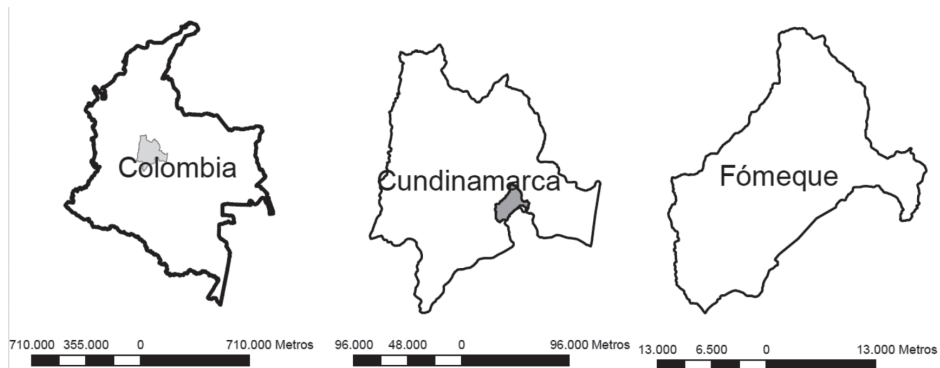 Colombia
Cundinamarca
Fómeque
710.000 355.000 0 710.000 Metros
96.000 48.000 0 96.000 Metros
13.000 6.500 0 13.000 Metros